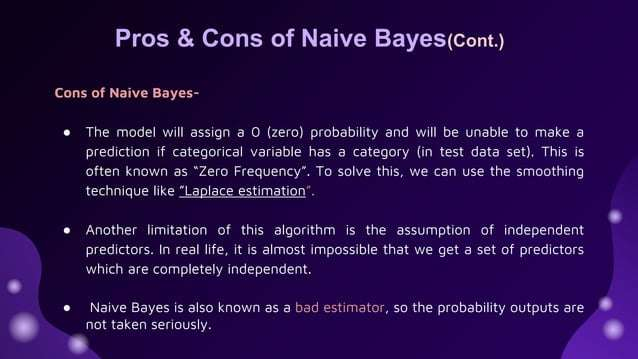 Pros & Cons of Naive Bayes(Cont.)
Cons of Naive Bayes-
● The model will assign a 0 (zero) probability and will be unable to make a
prediction if categorical variable has a category (in test data set). This is
often known as “Zero Frequency”. To solve this, we can use the smoothing
technique like ”Laplace estimation”.
● Another limitation of this algorithm is the assumption of independent
predictors. In real life, it is almost impossible that we get a set of predictors
which are completely independent.
● Naive Bayes is also known as a bad estimator, so the probability outputs are
not taken seriously.